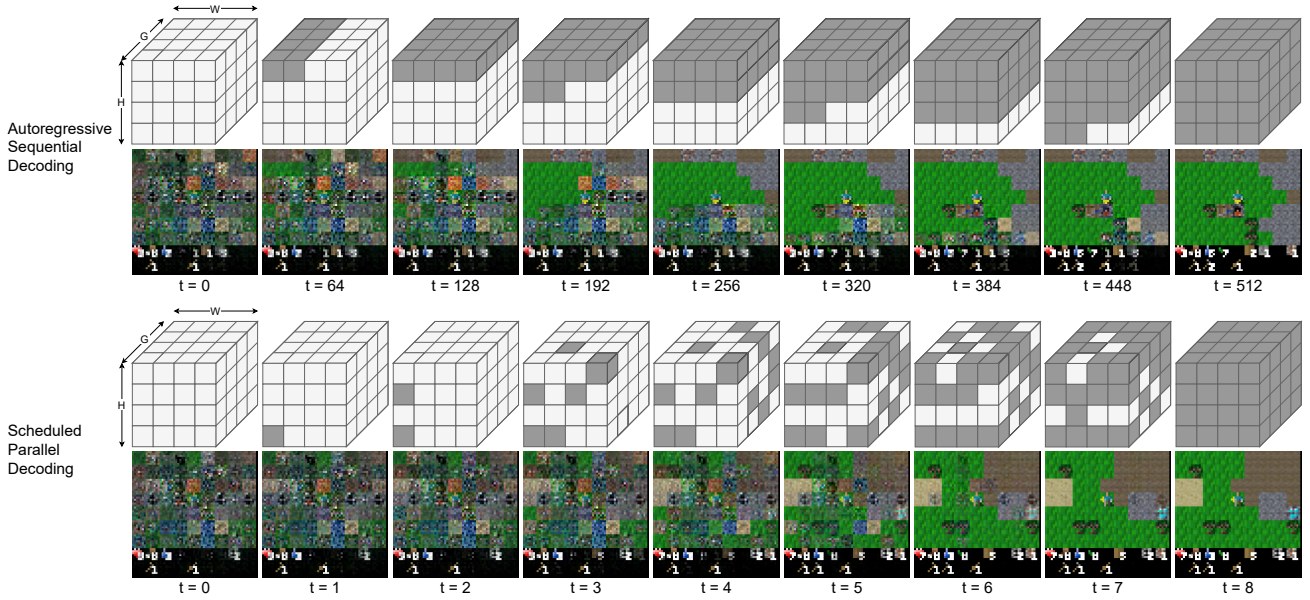 W
G
H
Autoregressive
Sequential
Decoding
t = 0 t = 64 t = 128 t = 192 t = 256 t = 320 t = 384 t = 448 t = 512
W
G
H
Scheduled
Parallel
Decoding
t = 0 t = 1 t = 2 t = 3 t = 4 t = 5 t = 6 t = 7 t = 8